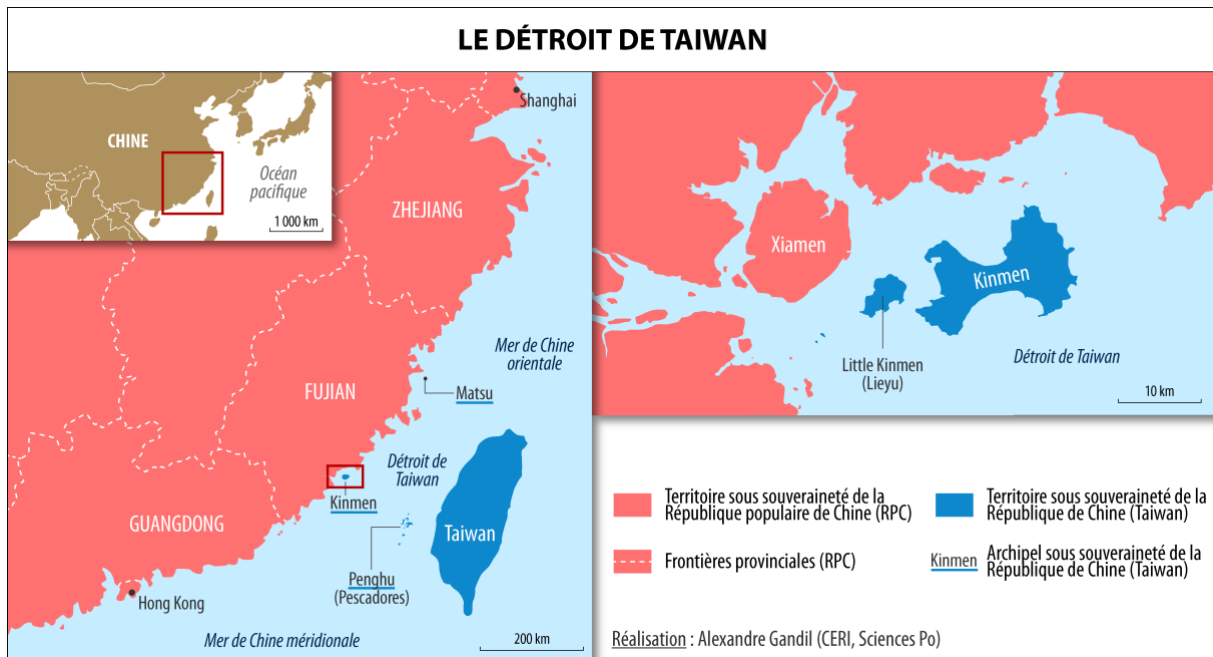 LE DÉTROIT DE TAIWAN
CHINE
Océan
pacifique
1 000 km
Shanghai
ZHEJIANG
Mer de Chine
orientale
FUJIAN
Matsu
Détroit de
Taiwan
Kinmen
GUANGDONG
Taiwan
Penghu
(Pescadores)
Hong Kong
Mer de Chine méridionale
200 km
Xiamen
Kinmen
Little Kinmen
(Lieyu)
Détroit de Taiwan
10 km
Territoire sous souveraineté de la
République populaire de Chine (RPC)
Frontières provinciales (RPC)
Territoire sous souveraineté de la
République de Chine (Taiwan)
Kinmen
Archipel sous souveraineté de la
République de Chine (Taiwan)
Réalisation : Alexandre Gandil (CERI, Sciences Po)